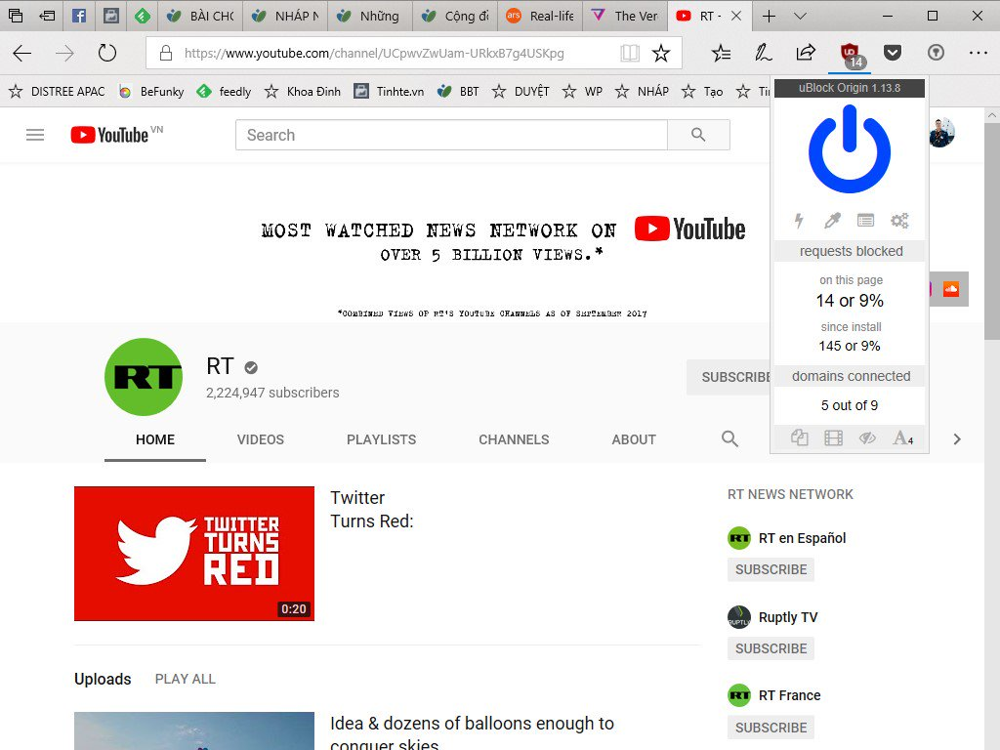 BÀI CHO
NHÁP N
Những
Cộng đồ
ars
Real-life
The Ver
RT -
https://www.youtube.com/channel/UCpwvZwUam-URkxB7g4USKpg
14
DISTREE APAC
BeFunky
feedly
Khoa Đinh
Tinhte.vn
BBT
DUYỆT
WP
NHÁP
Tạo
Tin
uBlock Origin 1.13.8
YouTube VN
Search
MOST WATCHED NEWS NETWORK ON YouTube
OVER 5 BILLION VIEWS.*
*COMBINED VIEWS OF RT'S YOUTUBE CHANNELS AS OF SEPTEMBER 2017
requests blocked
on this page
14 or 9%
since install
145 or 9%
domains connected
5 out of 9
A4
RT
RT
2,224,947 subscribers
SUBSCRIBE
HOME
VIDEOS
PLAYLISTS
CHANNELS
ABOUT
TWITTER
TURNS
RED
0:20
Twitter
Turns Red:
RT NEWS NETWORK
RT
RT en Español
SUBSCRIBE
RUPTLY
Ruptly TV
SUBSCRIBE
RT
RT France
SUBSCRIBE
Uploads
PLAY ALL
Idea & dozens of balloons enough to
conquer skies